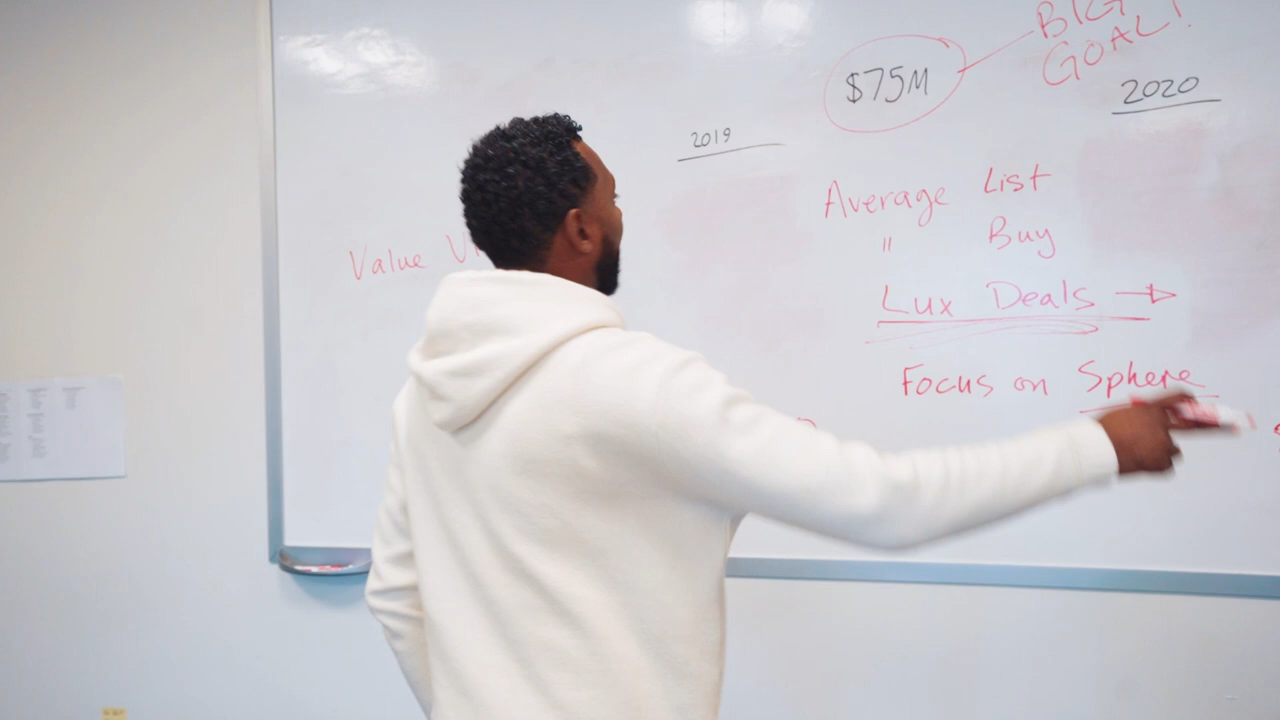 BIG
GOAL!
$75M
2020
2019
Average List
" Buy
Value
Lux Deals →
Focus on Sphere